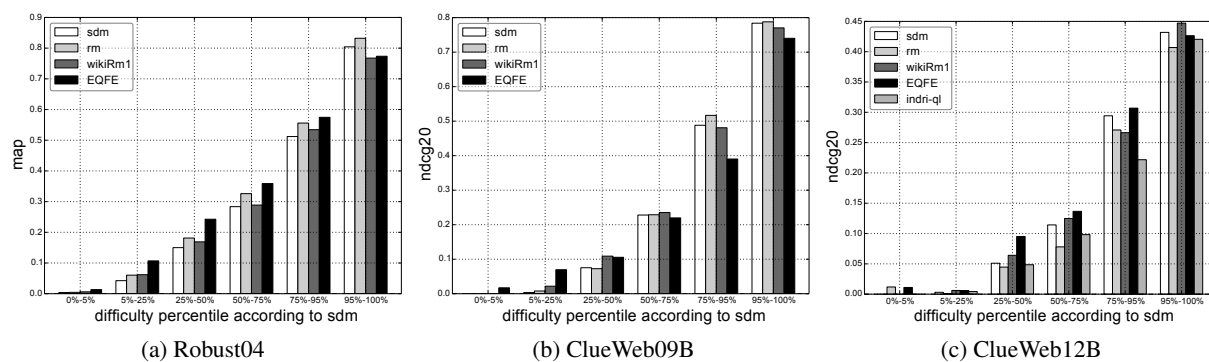 sdm
rm
wikiRm1
EQFE
map
0.9
0.8
0.7
0.6
0.5
0.4
0.3
0.2
0.1
0.0
0%-5% 5%-25% 25%-50% 50%-75% 75%-95% 95%-100%
difficulty percentile according to sdm
(a) Robust04
sdm
rm
wikiRm1
EQFE
ndcg20
0.8
0.7
0.6
0.5
0.4
0.3
0.2
0.1
0.0
0%-5% 5%-25% 25%-50% 50%-75% 75%-95% 95%-100%
difficulty percentile according to sdm
(b) ClueWeb09B
sdm
rm
wikiRm1
EQFE
indri-ql
ndcg20
0.45
0.40
0.35
0.30
0.25
0.20
0.15
0.10
0.05
0.00
0%-5% 5%-25% 25%-50% 50%-75% 75%-95% 95%-100%
difficulty percentile according to sdm
(c) ClueWeb12B